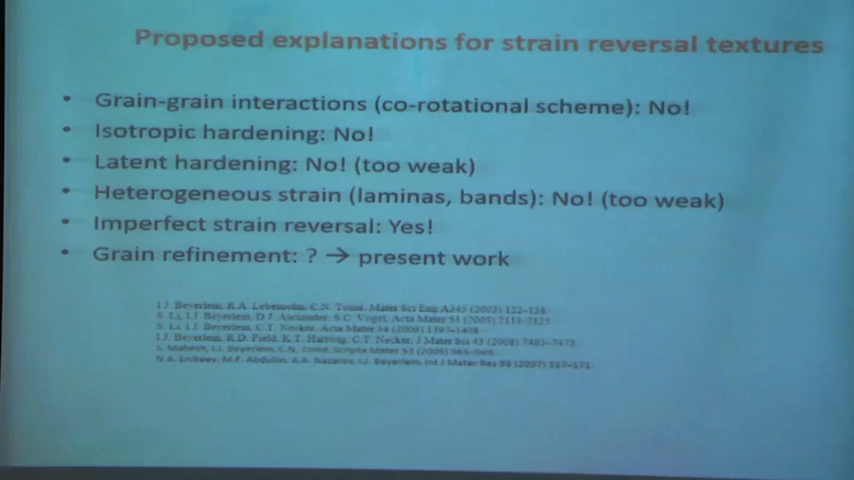 Proposed explanations for strain reversal textures
• Grain-grain interactions (co-rotational scheme): No!
• Isotropic hardening: No!
• Latent hardening: No! (too weak)
• Heterogeneous strain (laminas, bands): No! (too weak)
• Imperfect strain reversal: Yes!
• Grain refinement: ? → present work
I.J. Beyerlein, R.A. Lebensohn, C.N. Tomé, Mater Sci Eng A345 (2003) 122–138.
S. Li, I.J. Beyerlein, D.J. Alexander, S.C. Vogel, Acta Mater 53 (2005) 2111–2125.
S. Li, I.J. Beyerlein, C.T. Necker, Acta Mater 54 (2006) 1397–1408.
I.J. Beyerlein, R.D. Field, K.T. Hartwig, C.T. Necker, J Mater Sci 43 (2008) 7465–7473.
S. Mahesh, I.J. Beyerlein, C.N. Tomé, Scripta Mater 53 (2005) 965–969.
N.A. Enikeev, M.F. Abdullin, A.A. Nazarov, I.J. Beyerlein, Int J Mater Res 98 (2007) 167–171.